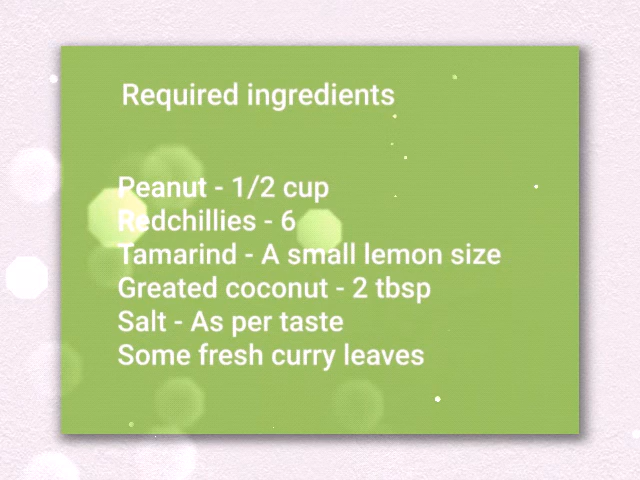 Required ingredients
Peanut - 1/2 cup
Redchillies - 6
Tamarind - A small lemon size
Greated coconut - 2 tbsp
Salt - As per taste
Some fresh curry leaves